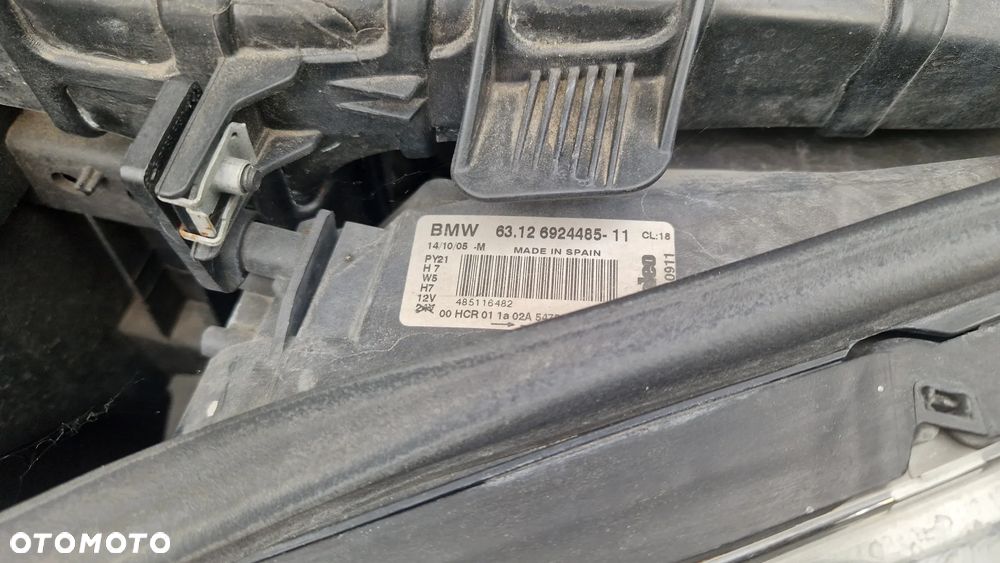 BMW 63.12 6924485-11 CL:18
14/10/05 -M MADE IN SPAIN
PY21
H7
W5
H7
12V 485116482
00 HCR 01 1a 02A
0911
OTOMOTO